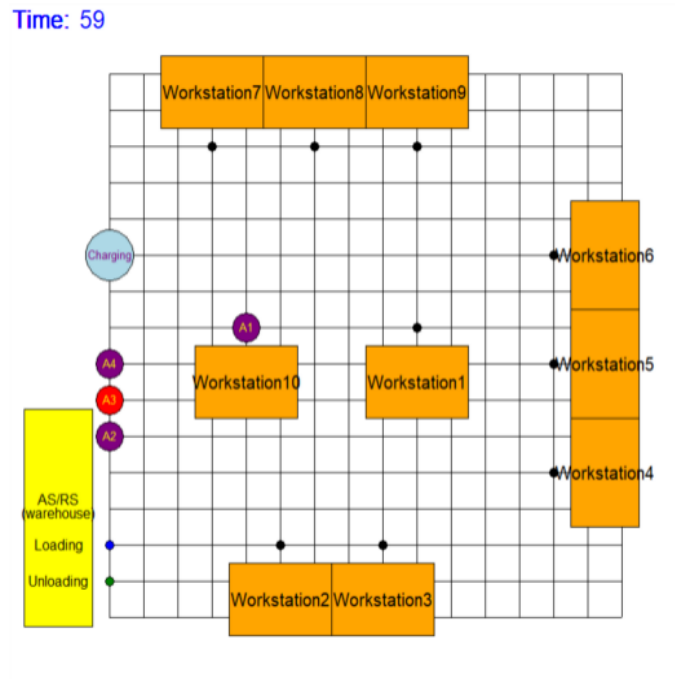 Time: 59
Workstation7 Workstation8 Workstation9
Charging
Workstation6
A1
A4
Workstation5
Workstation10
Workstation1
A3
A2
Workstation4
AS/RS
(warehouse)
Loading
Unloading
Workstation2 Workstation3